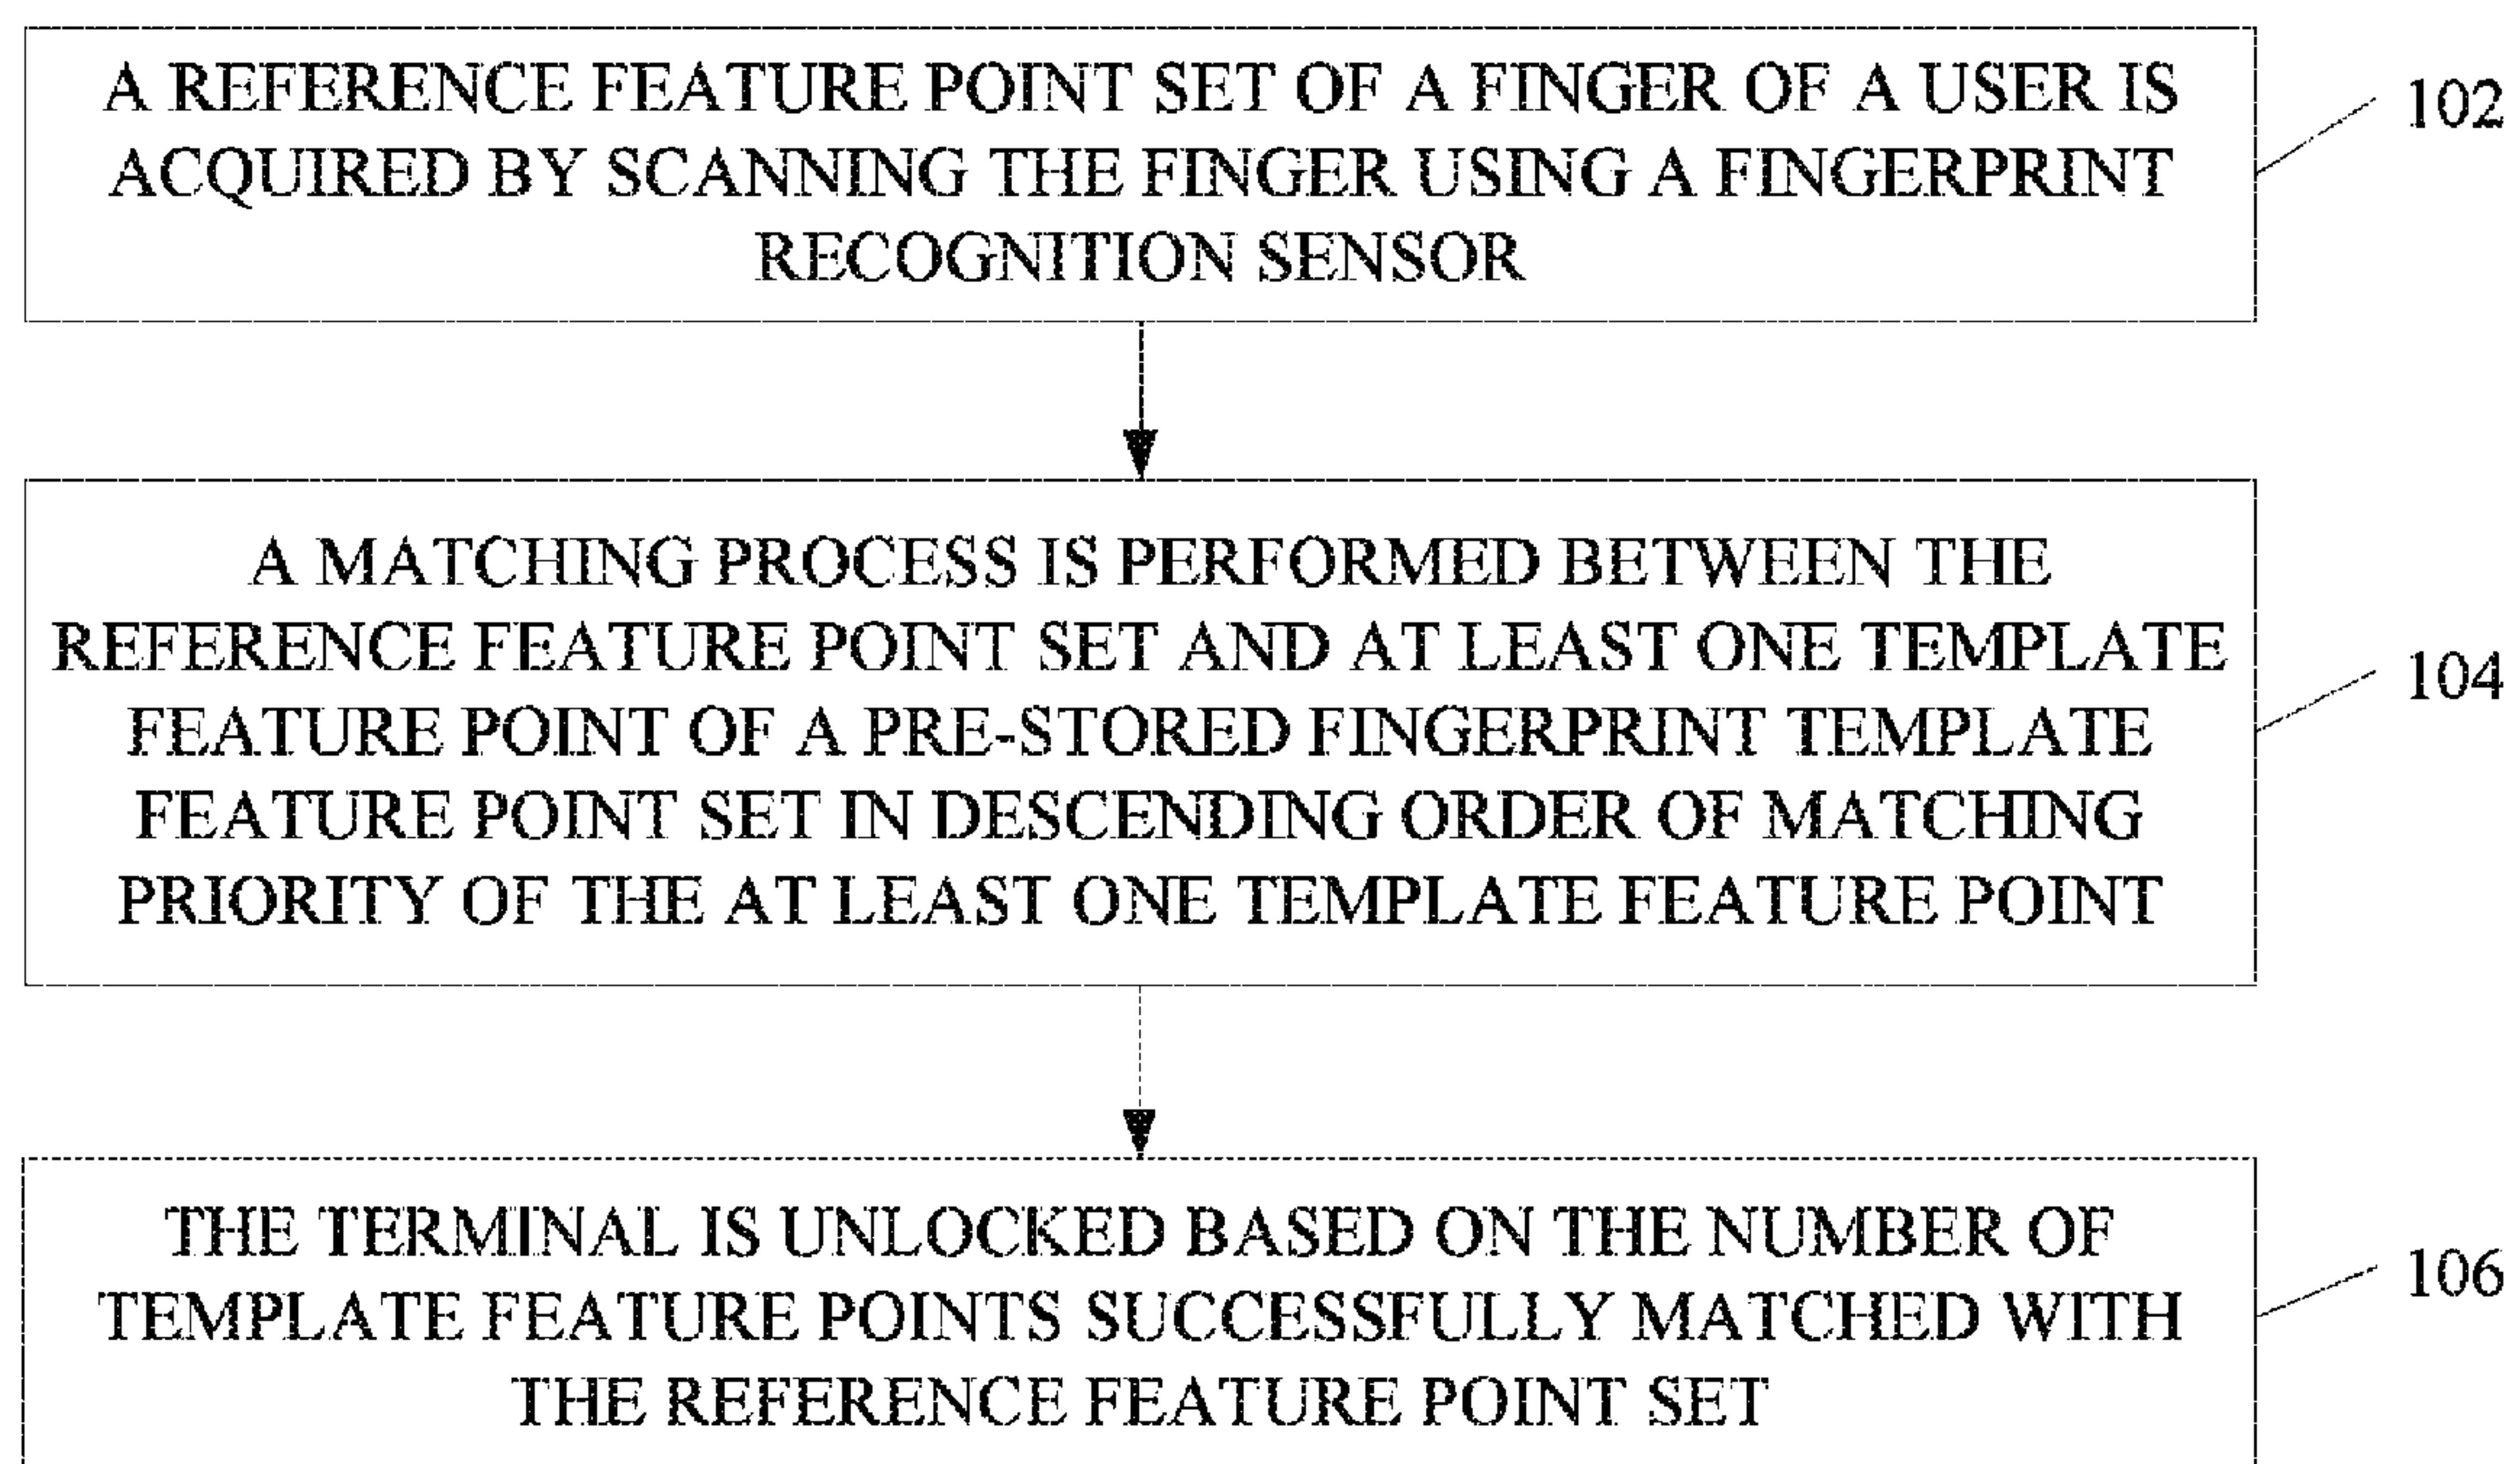 A REFERENCE FEATURE POINT SET OF A FINGER OF A USER IS
ACQUIRED BY SCANNING THE FINGER USING A FINGERPRINT
RECOGNITION SENSOR
102
A MATCHING PROCESS IS PERFORMED BETWEEN THE
REFERENCE FEATURE POINT SET AND AT LEAST ONE TEMPLATE
FEATURE POINT OF A PRE-STORED FINGERPRINT TEMPLATE
FEATURE POINT SET IN DESCENDING ORDER OF MATCHING
PRIORITY OF THE AT LEAST ONE TEMPLATE FEATURE POINT
104
THE TERMINAL IS UNLOCKED BASED ON THE NUMBER OF
TEMPLATE FEATURE POINTS SUCCESSFULLY MATCHED WITH
THE REFERENCE FEATURE POINT SET
106